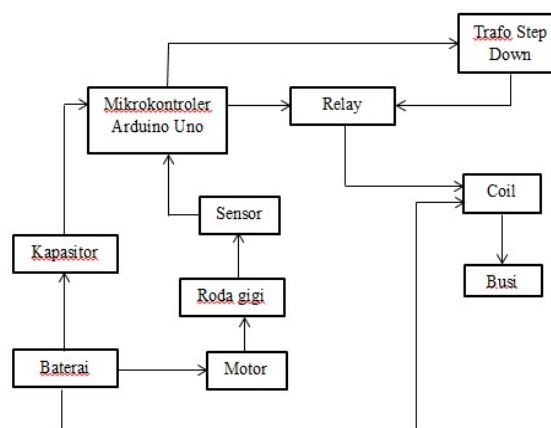 Trafo Step
Down
Mikrokontroler
Arduino Uno
Relay
Coil
Sensor
Kapasitor
Roda gigi
Busi
Baterai
Motor